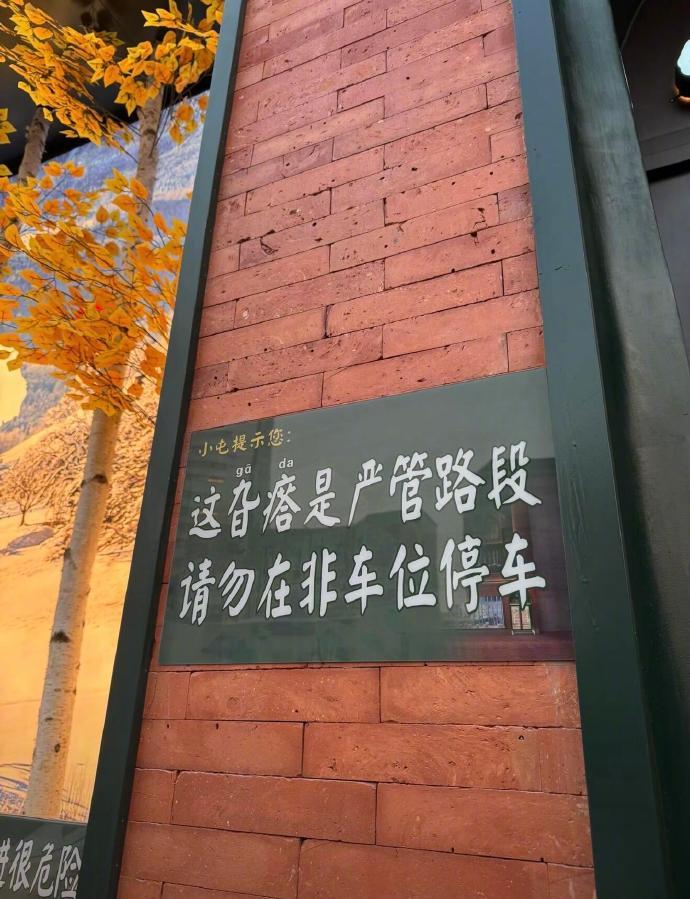 小屯提示您：
gā da
这旮瘩是严管路段
请勿在非车位停车
很危险